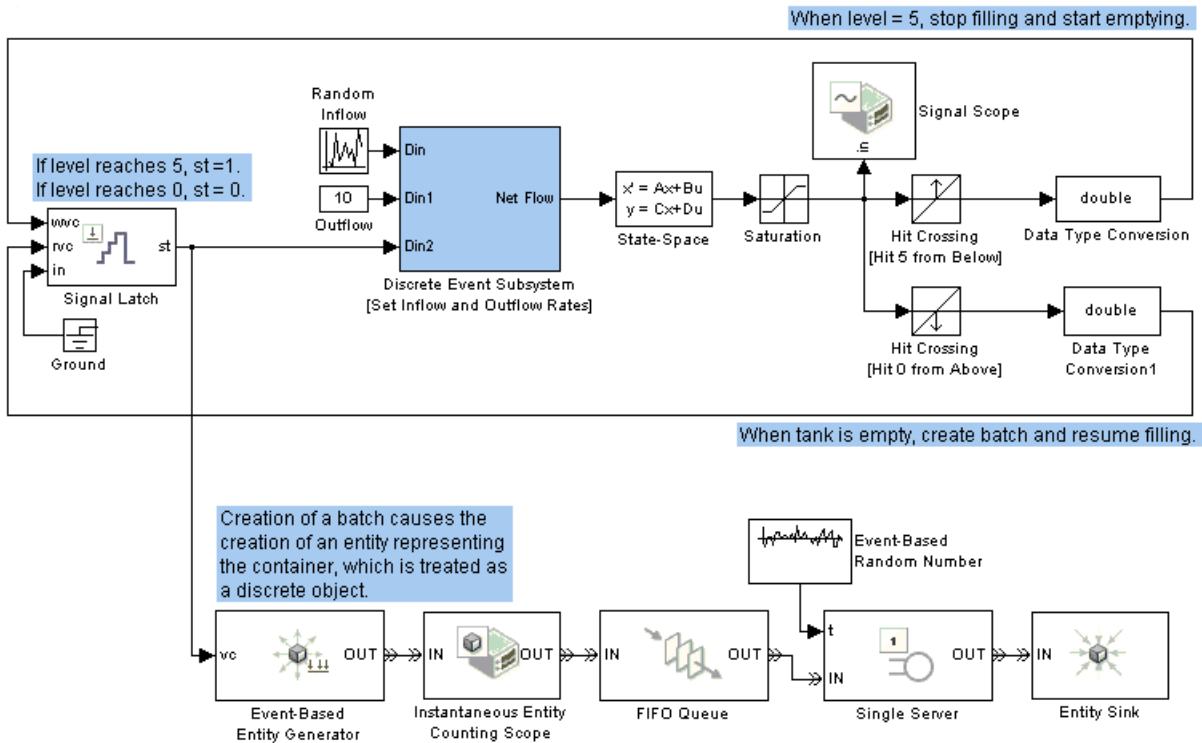 When level = 5, stop filling and start emptying.
Random
Inflow
Signal Scope
.⊆
If level reaches 5, st =1.
If level reaches 0, st = 0.
Din
10
Din1
Net Flow
x' = Ax+Bu
y = Cx+Du
double
Outflow
State-Space
Saturation
Hit Crossing
[Hit 5 from Below]
Data Type Conversion
wvc
rvc
in
st
Din2
Signal Latch
Discrete Event Subsystem
[Set Inflow and Outflow Rates]
double
Ground
Hit Crossing
[Hit 0 from Above]
Data Type
Conversion1
When tank is empty, create batch and resume filling.
Creation of a batch causes the
creation of an entity representing
the container, which is treated as
a discrete object.
Event-Based
Random Number
vc
OUT
IN
OUT
IN
OUT
t
1
IN
OUT
IN
Event-Based
Entity Generator
Instantaneous Entity
Counting Scope
FIFO Queue
Single Server
Entity Sink